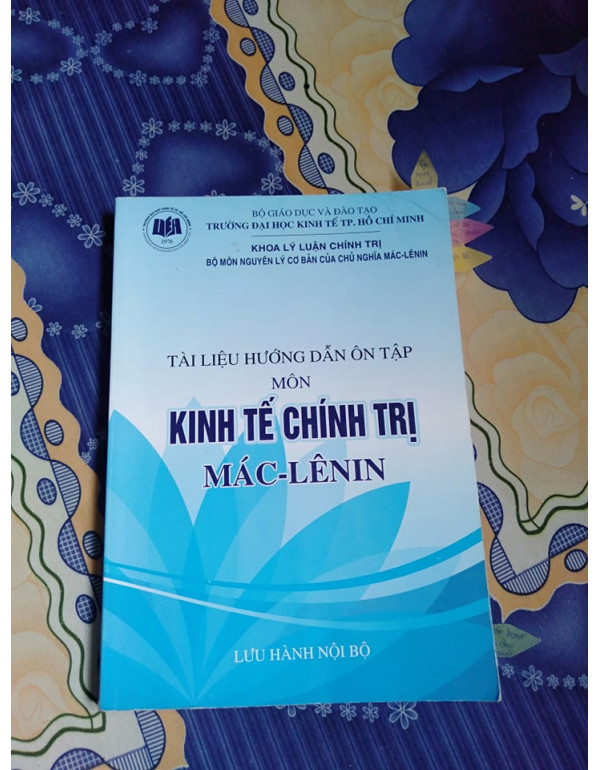 BỘ GIÁO DỤC VÀ ĐÀO TẠO
TRƯỜNG ĐẠI HỌC KINH TẾ TP. HỒ CHÍ MINH
UEH
1976
KHOA LÝ LUẬN CHÍNH TRỊ
BỘ MÔN NGUYÊN LÝ CƠ BẢN CỦA CHỦ NGHĨA MÁC-LÊNIN
TÀI LIỆU HƯỚNG DẪN ÔN TẬP
MÔN
KINH TẾ CHÍNH TRỊ
MÁC-LÊNIN
LƯU HÀNH NỘI BỘ